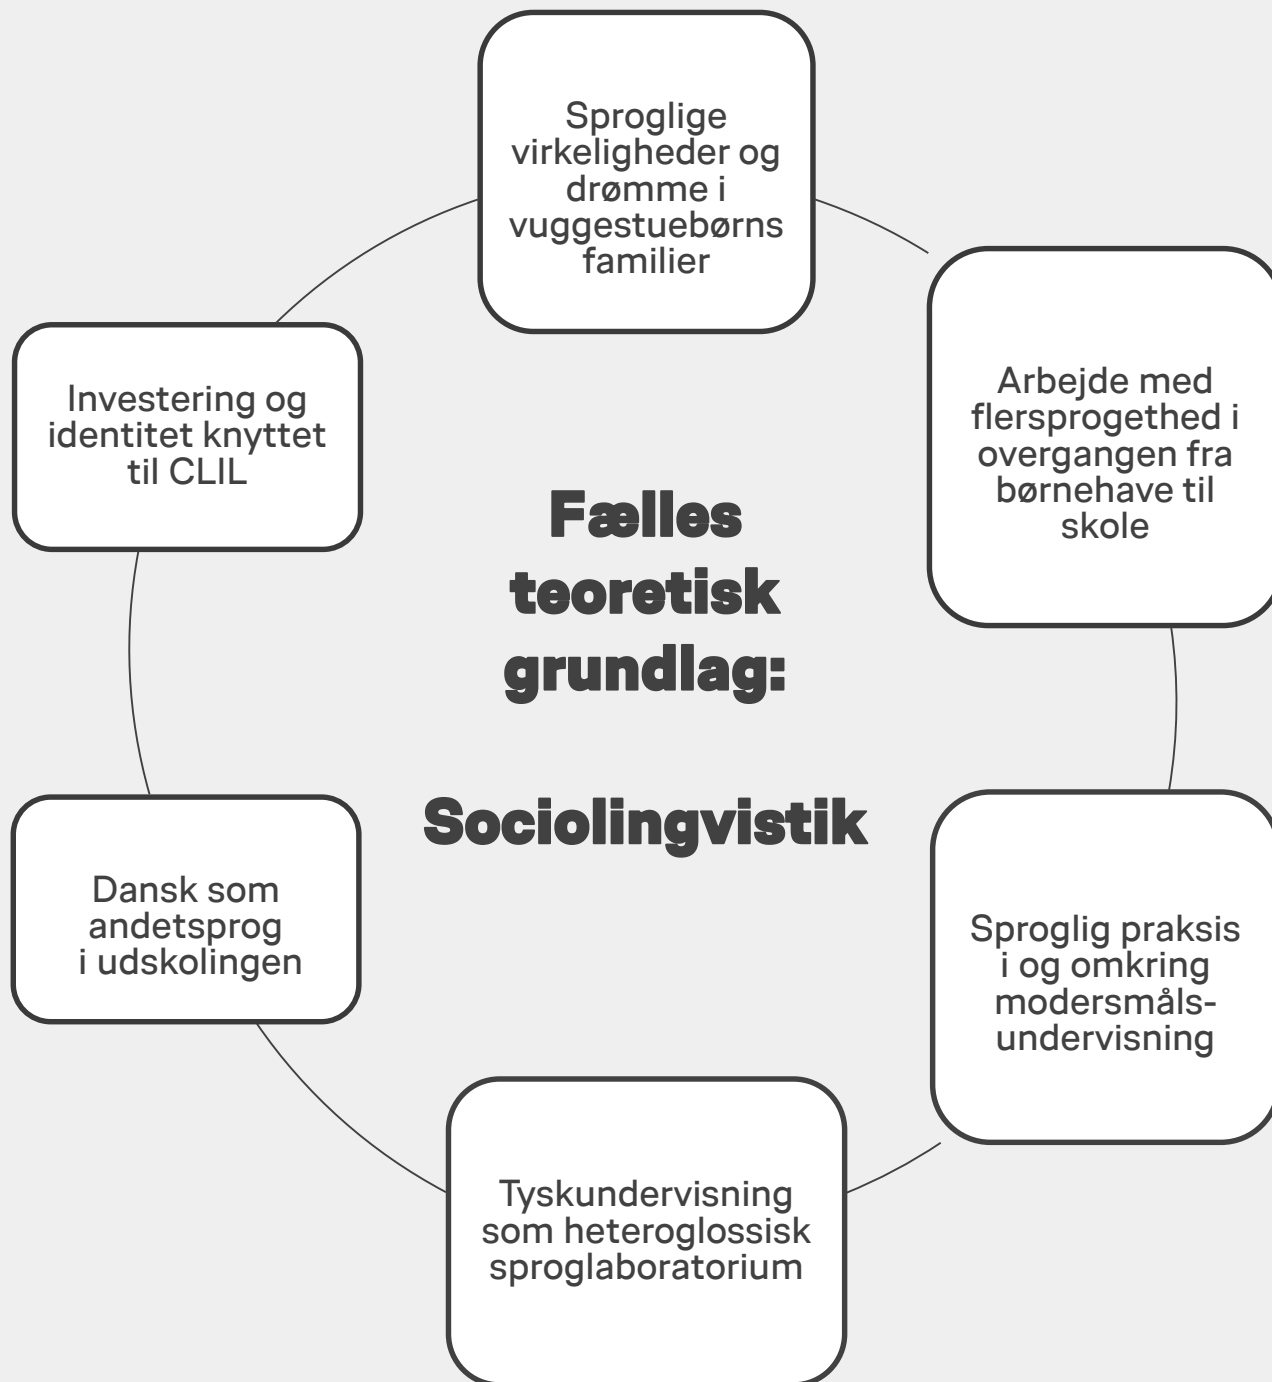 Sproglige
virkeligheder og
drømme i
vuggestuebørns
familier
Arbejde med
flersprogethed i
overgangen fra
børnehave til
skole
Sproglig praksis
i og omkring
modersmåls-
undervisning
Tyskundervisning
som heteroglossisk
sproglaboratorium
Dansk som
andetsprog
i udskolingen
Investering og
identitet knyttet
til CLIL
Fælles
teoretisk
grundlag:
Sociolingvistik